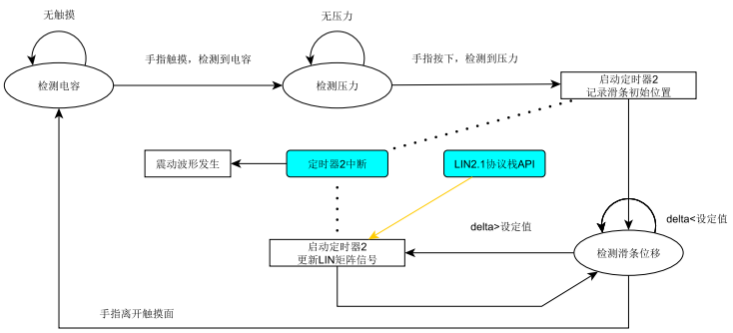 无触摸
无压力
手指触摸，检测到电容
手指按下，检测到压力
检测电容
检测压力
启动定时器2
记录滑条初始位置
震动波形发生
定时器2中断
LIN2.1协议栈API
delta>设定值
delta<设定值
启动定时器2
更新LIN矩阵信号
检测滑条位移
手指离开触摸面